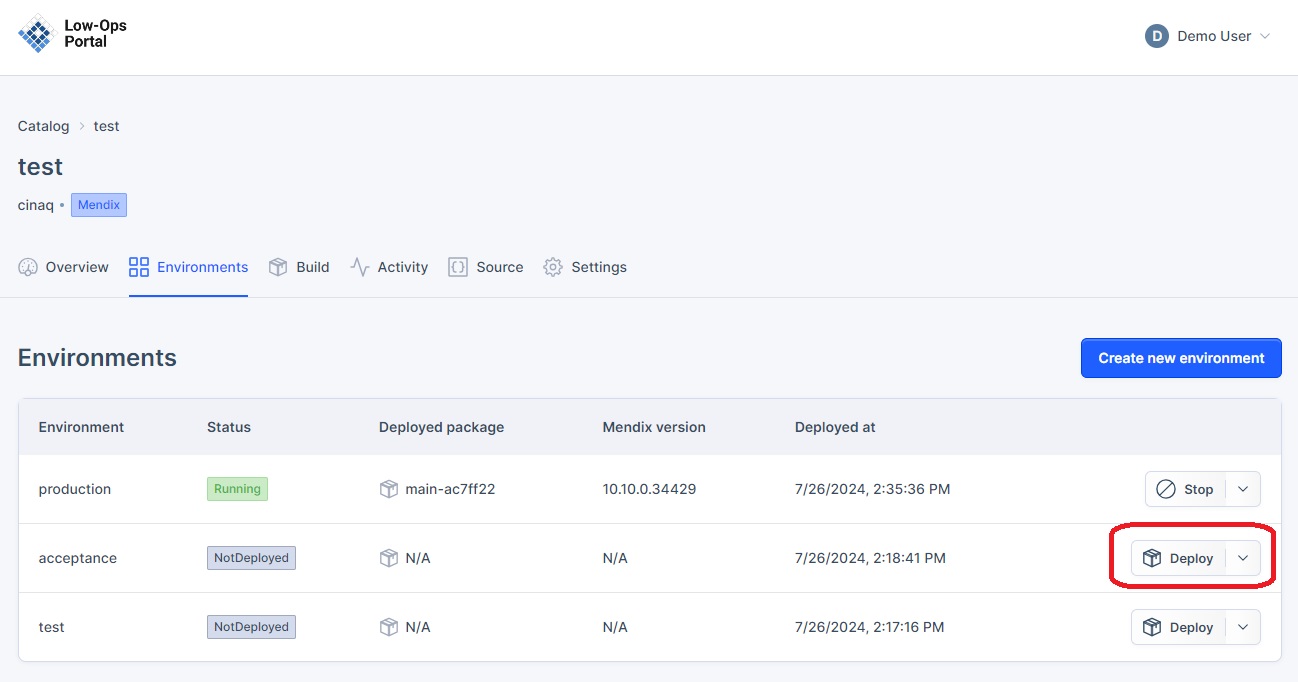 Low-Ops
Portal
D Demo User
Catalog > test
test
cinaq • Mendix
Overview Environments Build Activity Source Settings
Environments Create new environment
Environment Status Deployed package Mendix version Deployed at
production Running main-ac7ff22 10.10.0.34429 7/26/2024, 2:35:36 PM Stop
acceptance NotDeployed N/A N/A 7/26/2024, 2:18:41 PM Deploy
test NotDeployed N/A N/A 7/26/2024, 2:17:16 PM Deploy